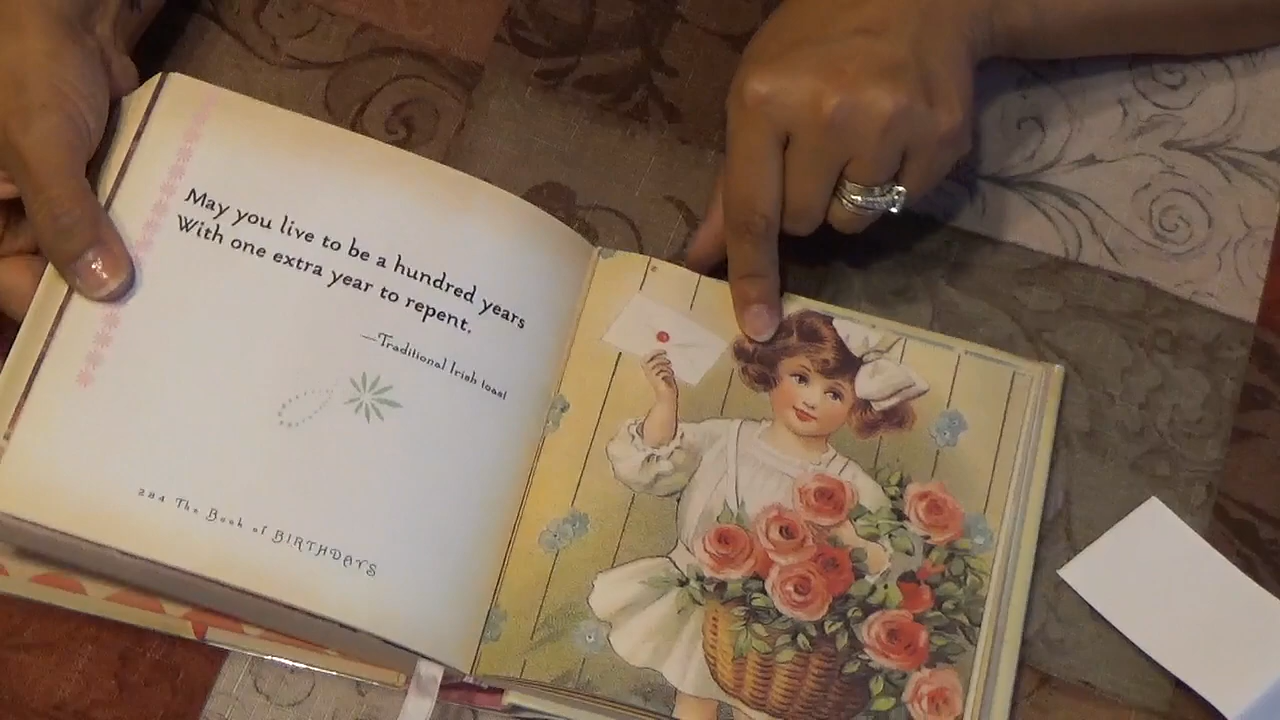 May you live to be a hundred years
With one extra year to repent.
—Traditional Irish toast
284 The Book of BIRTHDAYS